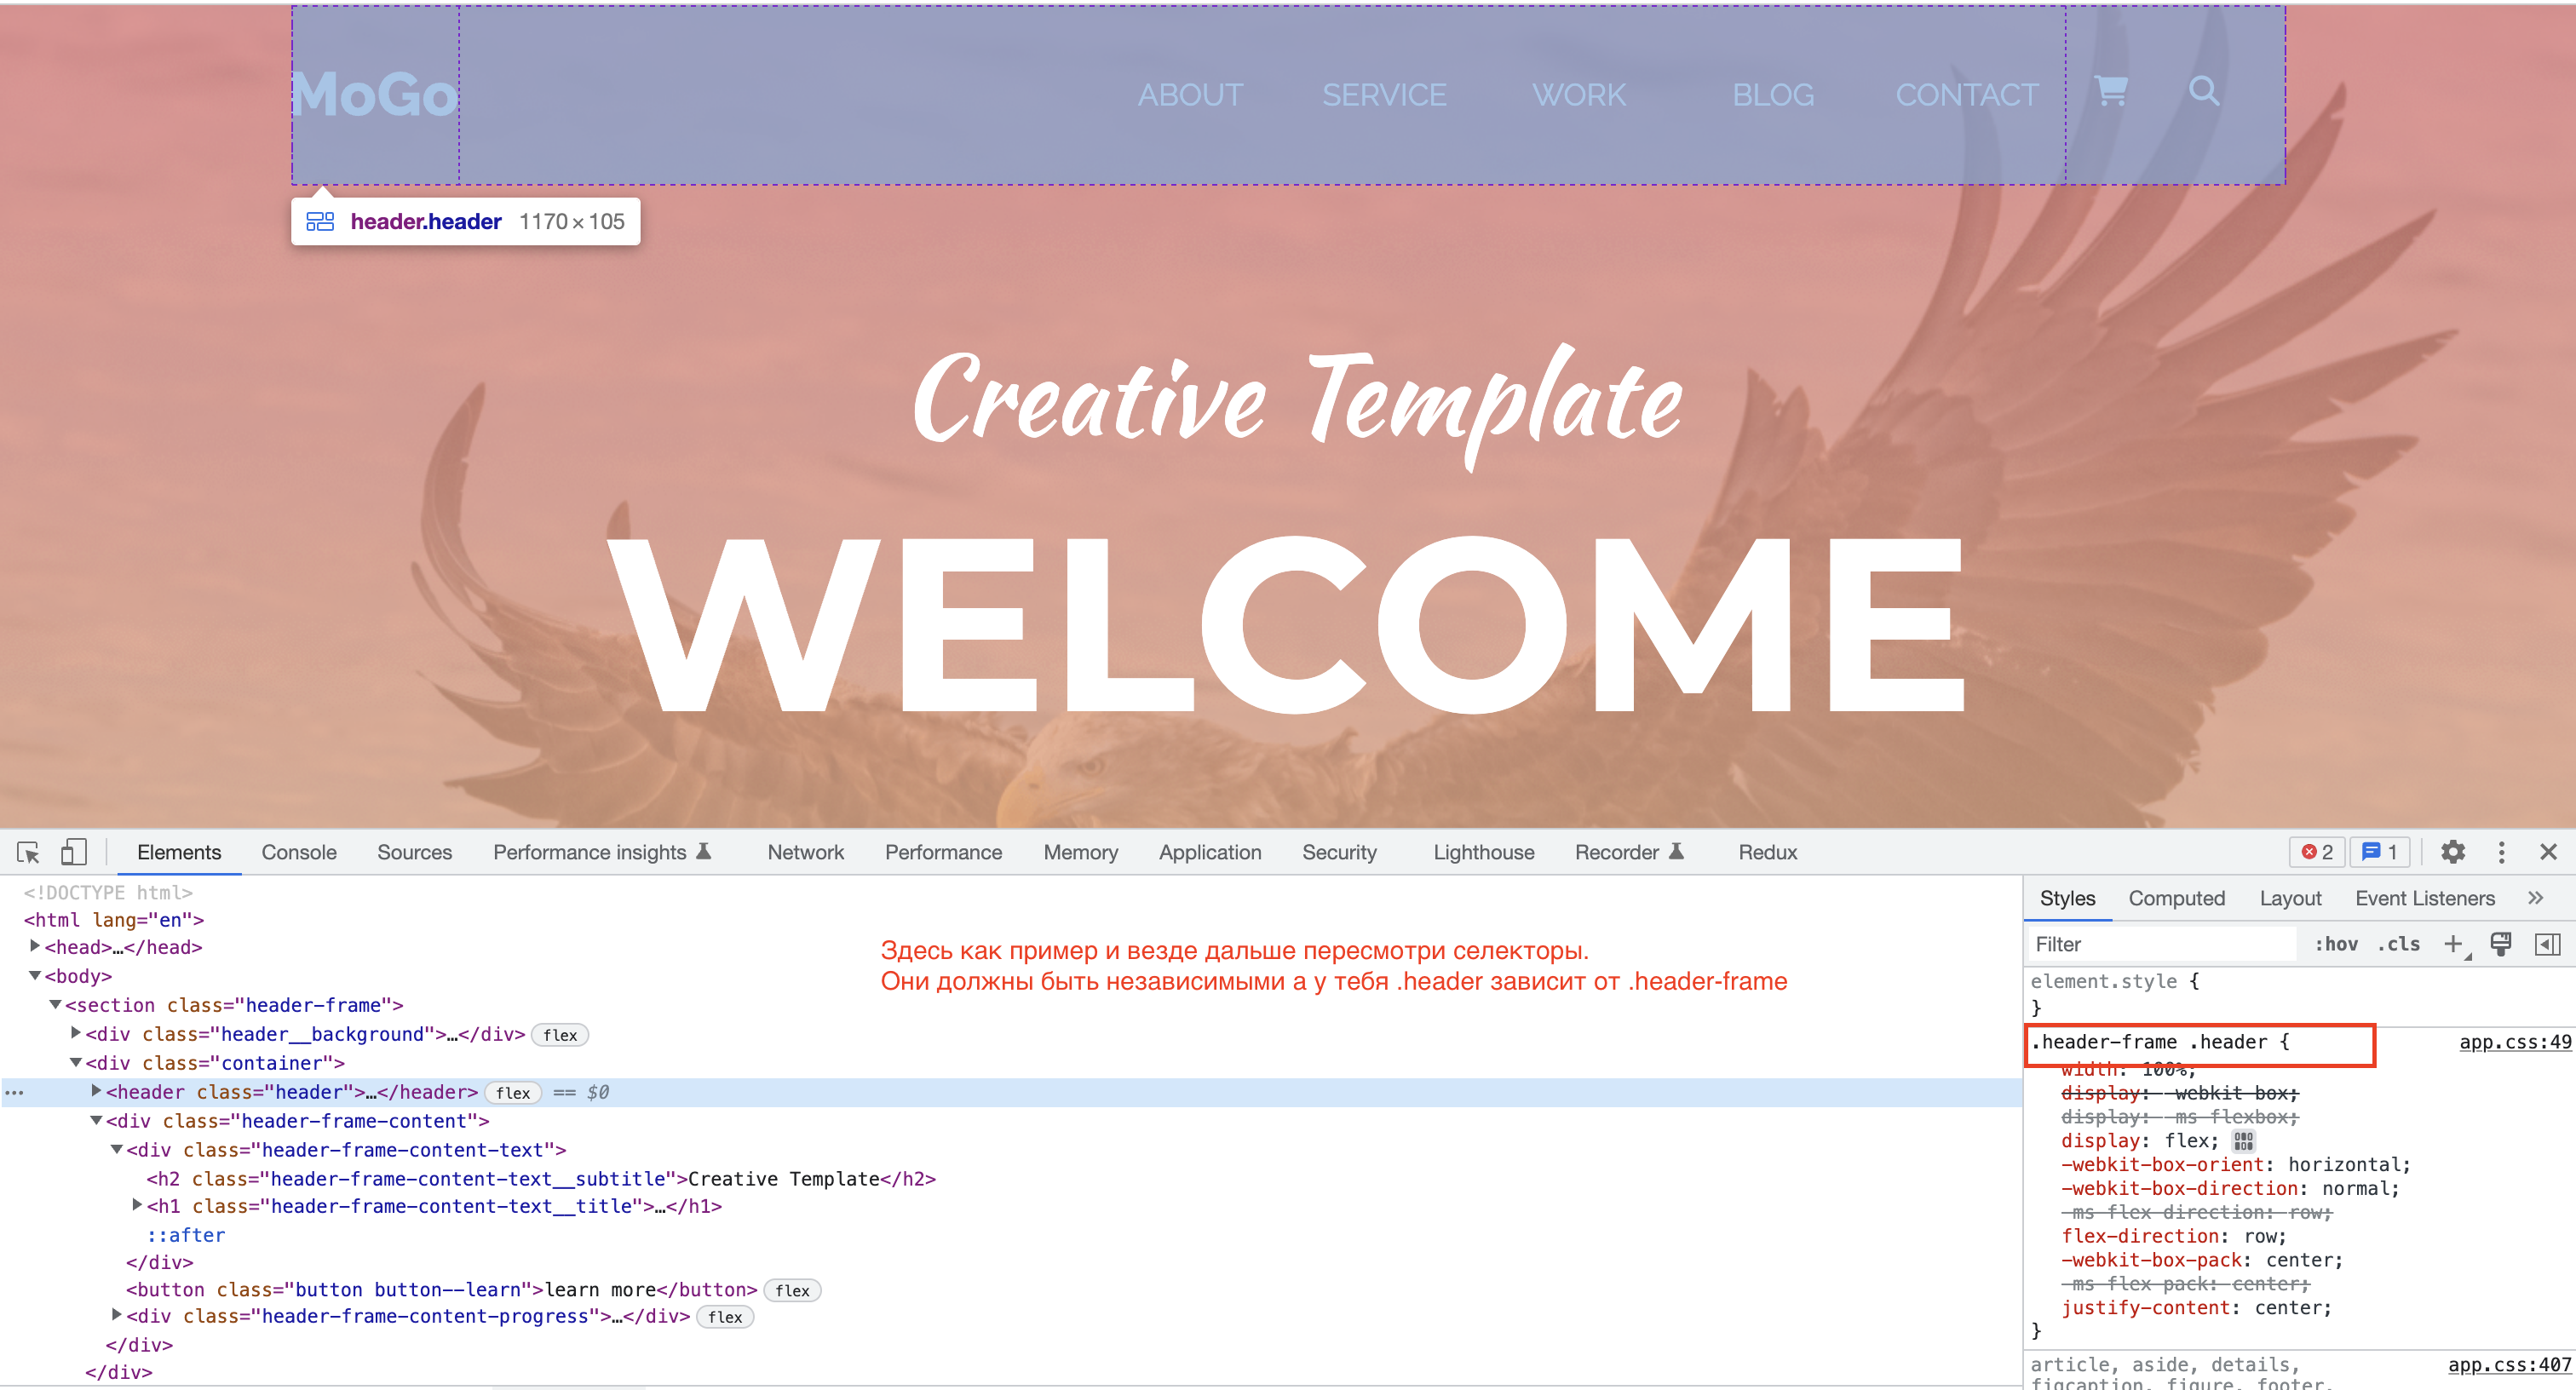 MoGo
ABOUT SERVICE WORK BLOG CONTACT
header.header 1170 × 105
Creative Template
WELCOME
Elements Console Sources Performance insights Network Performance Memory Application Security Lighthouse Recorder Redux 2 1
<!DOCTYPE html>
<html lang="en">
<head>…</head>
<body>
<section class="header-frame">
<div class="header__background">…</div> flex
<div class="container">
<header class="header">…</header> flex == $0
<div class="header-frame-content">
<div class="header-frame-content-text">
<h2 class="header-frame-content-text__subtitle">Creative Template</h2>
<h1 class="header-frame-content-text__title">…</h1>
::after
</div>
<button class="button button--learn">learn more</button> flex
<div class="header-frame-content-progress">…</div> flex
</div>
</div>
Здесь как пример и везде дальше пересмотри селекторы.
Они должны быть независимыми а у тебя .header зависит от .header-frame
Styles Computed Layout Event Listeners
Filter :hov .cls
element.style {
}
.header-frame .header { app.css:49
width: 100%;
display: -webkit-box;
display: -ms-flexbox;
display: flex;
-webkit-box-orient: horizontal;
-webkit-box-direction: normal;
-ms-flex-direction: row;
flex-direction: row;
-webkit-box-pack: center;
-ms-flex-pack: center;
justify-content: center;
}
article, aside, details, app.css:407
figcaption, figure, footer,